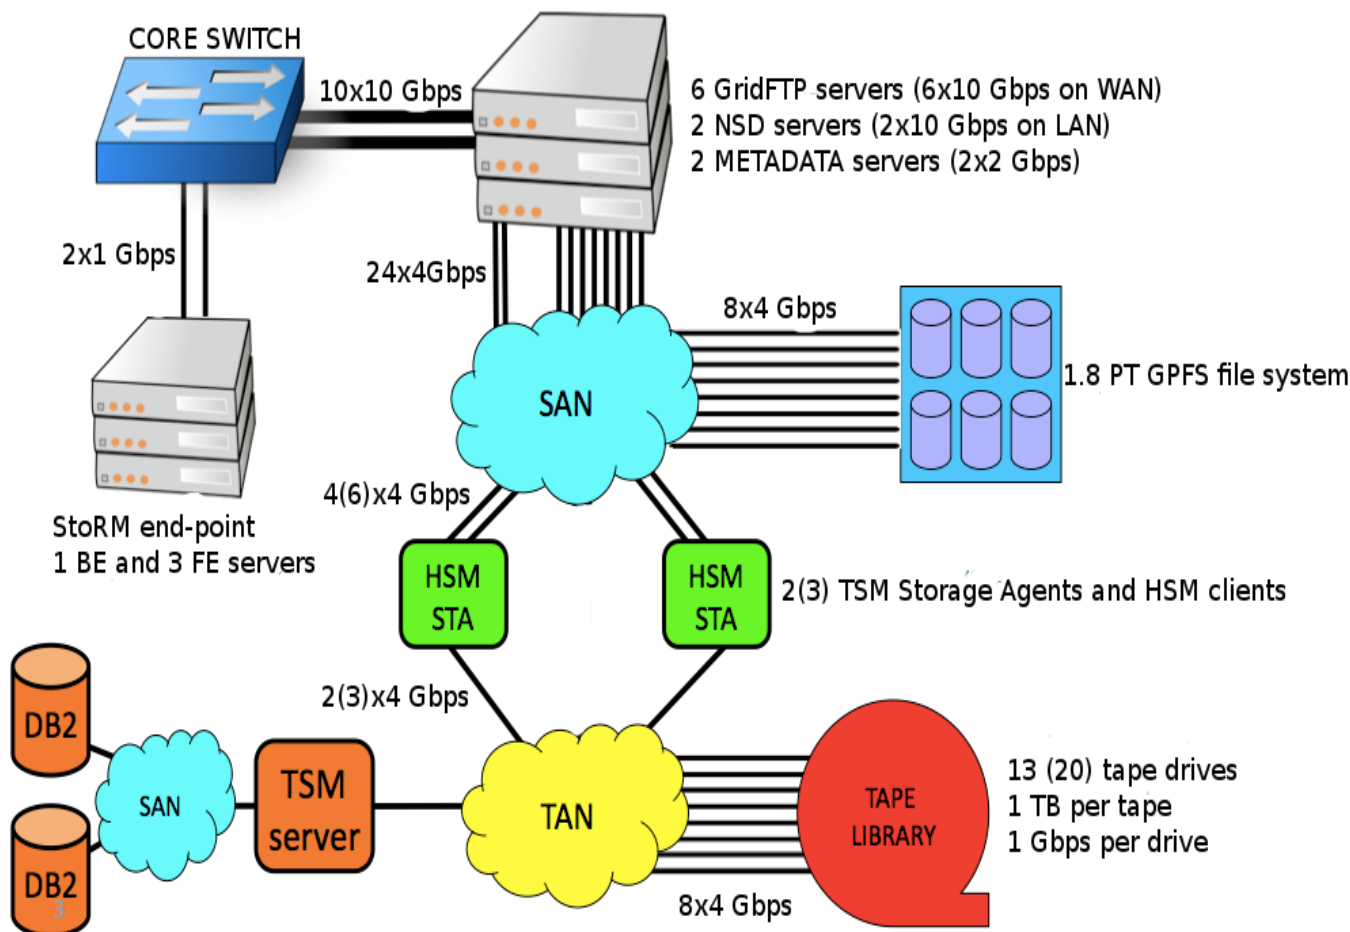 CORE SWITCH
10x10 Gbps
6 GridFTP servers (6x10 Gbps on WAN)
2 NSD servers (2x10 Gbps on LAN)
2 METADATA servers (2x2 Gbps)
2x1 Gbps
24x4Gbps
8x4 Gbps
1.8 PT GPFS file system
SAN
4(6)x4 Gbps
StoRM end-point
1 BE and 3 FE servers
HSM
STA
HSM
STA
2(3) TSM Storage Agents and HSM clients
2(3)x4 Gbps
DB2
SAN
TSM
server
TAN
TAPE
LIBRARY
13 (20) tape drives
1 TB per tape
1 Gbps per drive
DB2
3
8x4 Gbps